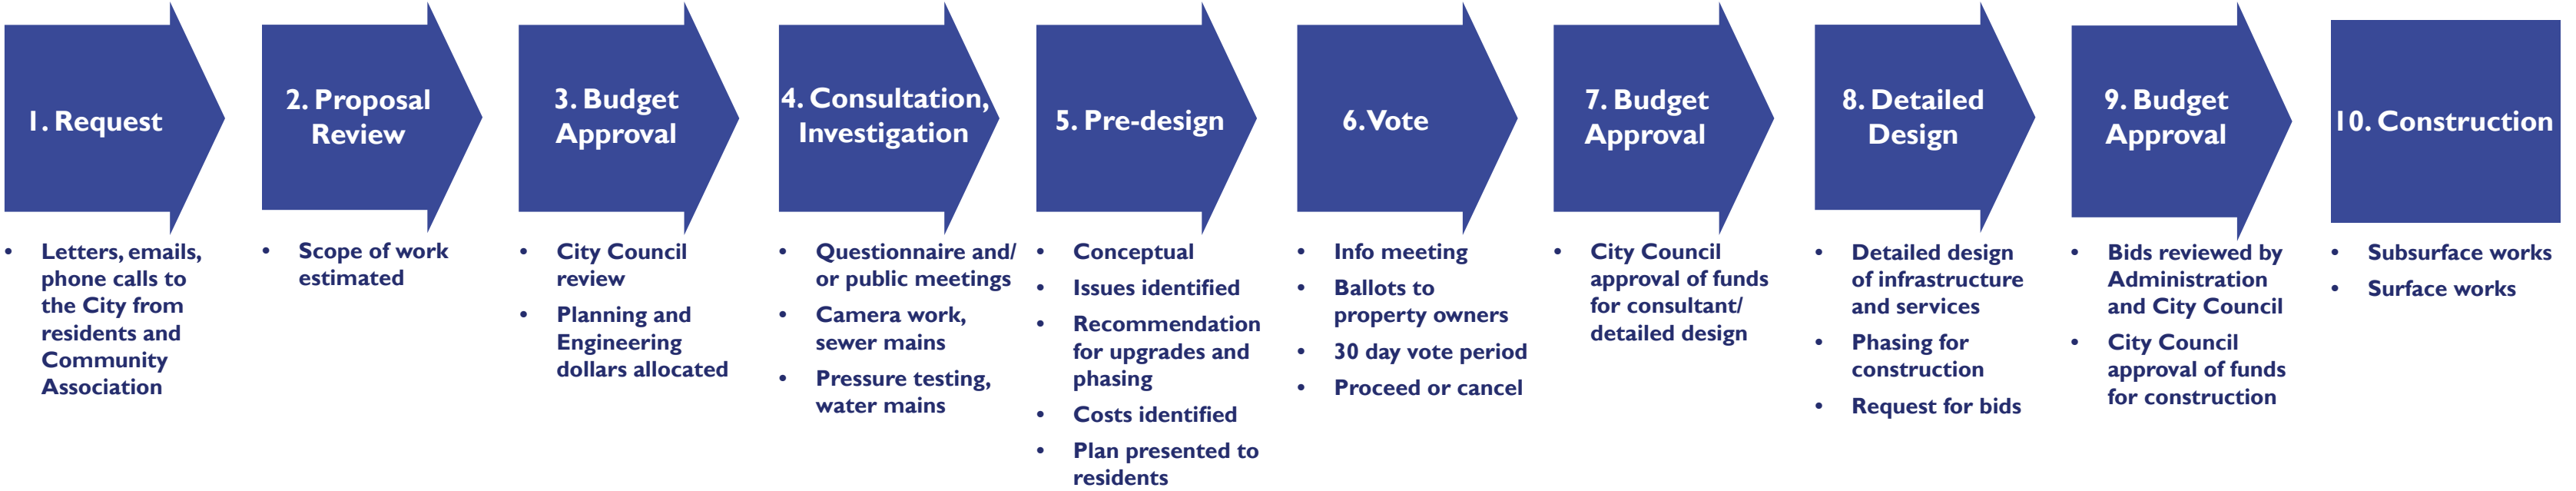 1. Request
• Letters, emails,
phone calls to
the City from
residents and
Community
Association
2. Proposal
Review
• Scope of work
estimated
3. Budget
Approval
• City Council
review
• Planning and
Engineering
dollars allocated
4. Consultation,
Investigation
• Questionnaire and/
or public meetings
• Camera work,
sewer mains
• Pressure testing,
water mains
5. Pre-design
• Conceptual
• Issues identified
• Recommendation
for upgrades and
phasing
• Costs identified
• Plan presented to
residents
6. Vote
• Info meeting
• Ballots to
property owners
• 30 day vote period
• Proceed or cancel
7. Budget
Approval
• City Council
approval of funds
for consultant/
detailed design
8. Detailed
Design
• Detailed design
of infrastructure
and services
• Phasing for
construction
• Request for bids
9. Budget
Approval
• Bids reviewed by
Administration
and City Council
• City Council
approval of funds
for construction
10. Construction
• Subsurface works
• Surface works